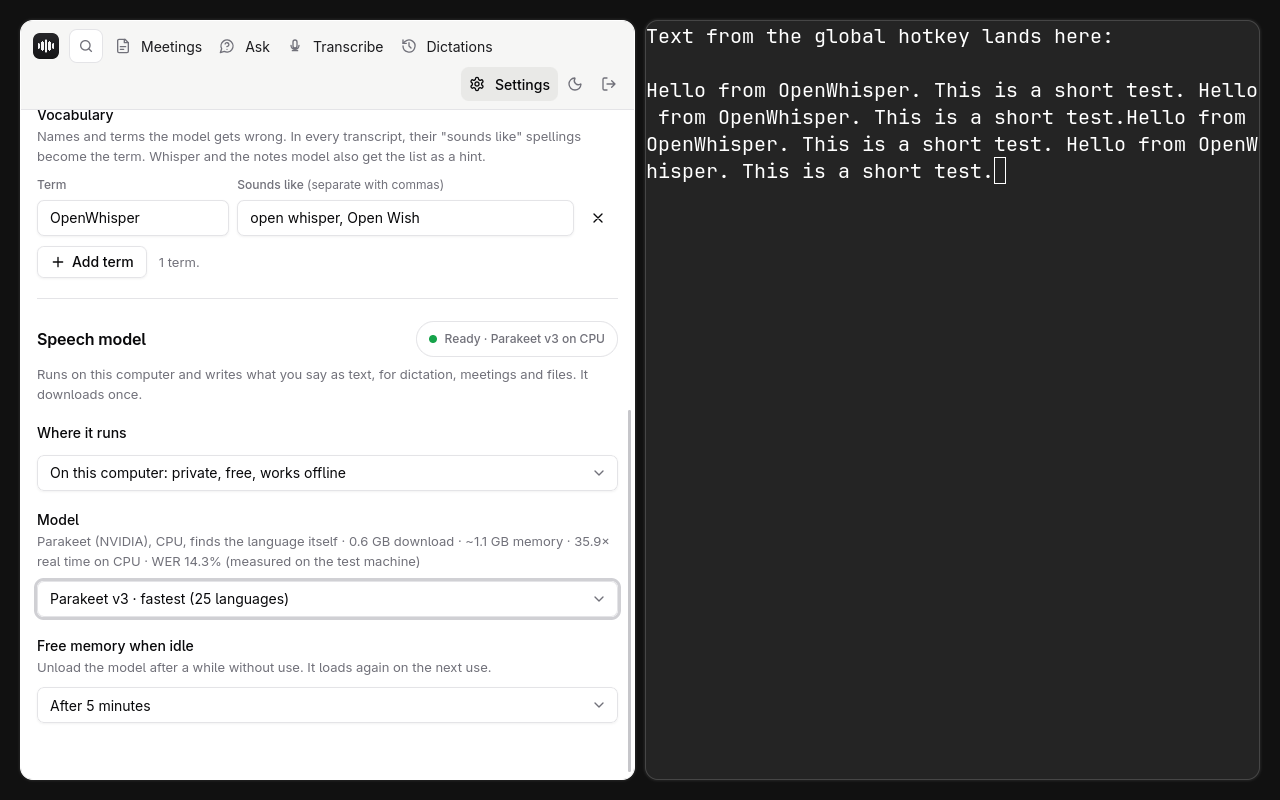 Meetings
Ask
Transcribe
Dictations
Settings
Vocabulary
Names and terms the model gets wrong. In every transcript, their "sounds like" spellings
become the term. Whisper and the notes model also get the list as a hint.
Term
Sounds like (separate with commas)
OpenWhisper
open whisper, Open Wish
Add term
1 term.
Speech model
Ready · Parakeet v3 on CPU
Runs on this computer and writes what you say as text, for dictation, meetings and files. It
downloads once.
Where it runs
On this computer: private, free, works offline
Model
Parakeet (NVIDIA), CPU, finds the language itself · 0.6 GB download · ~1.1 GB memory · 35.9×
real time on CPU · WER 14.3% (measured on the test machine)
Parakeet v3 · fastest (25 languages)
Free memory when idle
Unload the model after a while without use. It loads again on the next use.
After 5 minutes
Text from the global hotkey lands here:
Hello from OpenWhisper. This is a short test. Hello
from OpenWhisper. This is a short test.Hello from
OpenWhisper. This is a short test. Hello from OpenW
hisper. This is a short test.